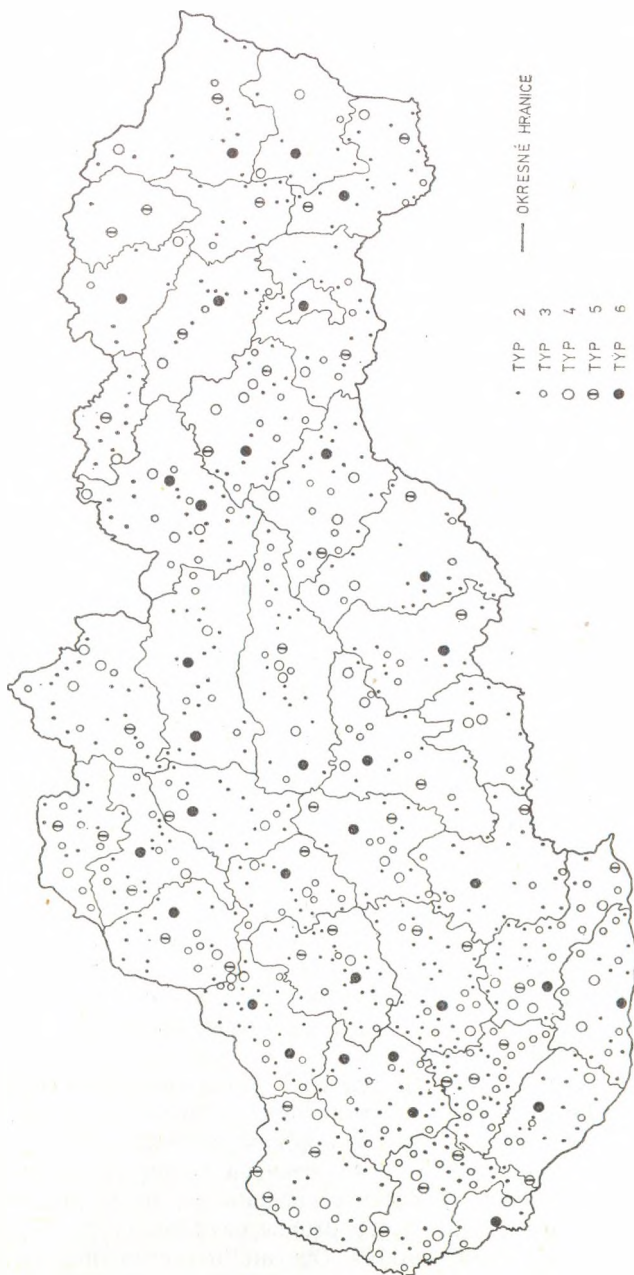 • TYP 2
○ TYP 3
○ TYP 4
⦶ TYP 5
● TYP 6
— OKRESNÉ HRANICE